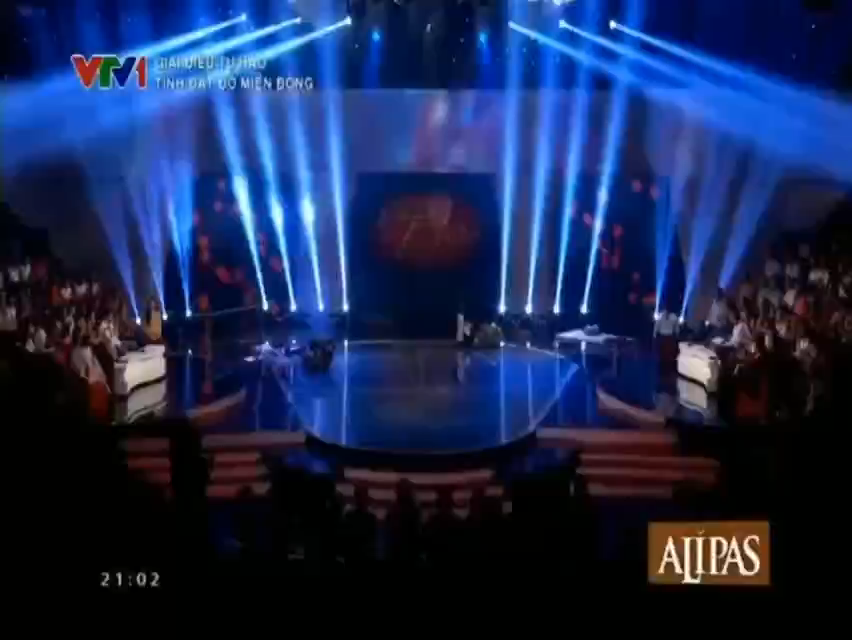 VTV1
GIAI ĐIỆU TỰ HÀO
TÌNH ĐẤT ĐỎ MIỀN ĐÔNG
21:02
ALIPAS